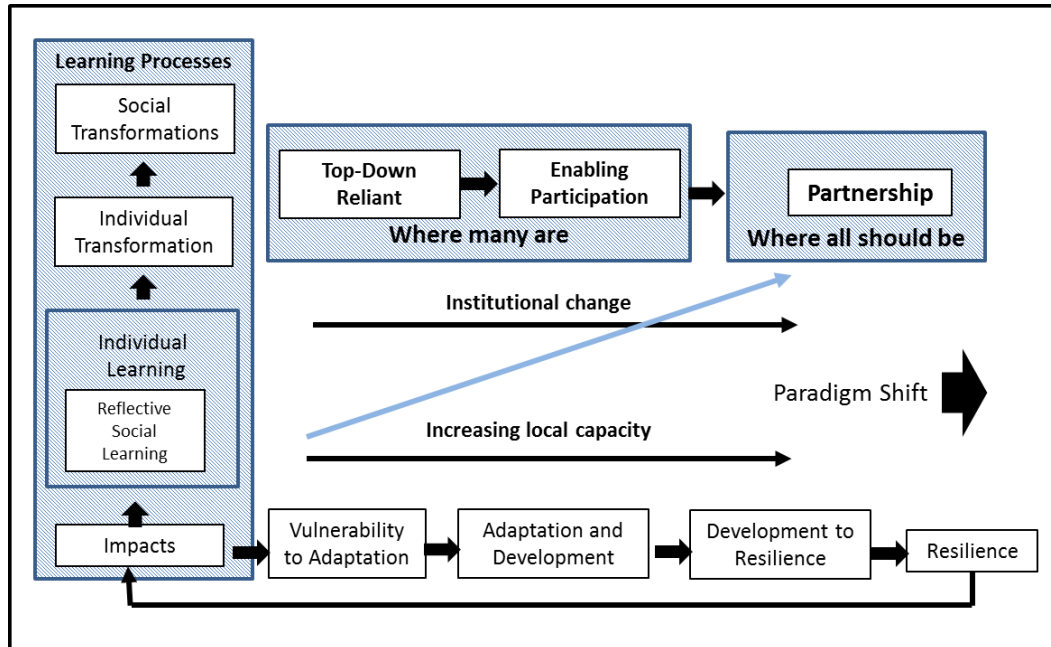 Learning Processes
Social
Transformations
Individual
Transformation
Individual
Learning
Reflective
Social
Learning
Impacts
Top-Down
Reliant
Enabling
Participation
Where many are
Partnership
Where all should be
Institutional change
Paradigm Shift
Increasing local capacity
Vulnerability
to Adaptation
Adaptation and
Development
Development to
Resilience
Resilience